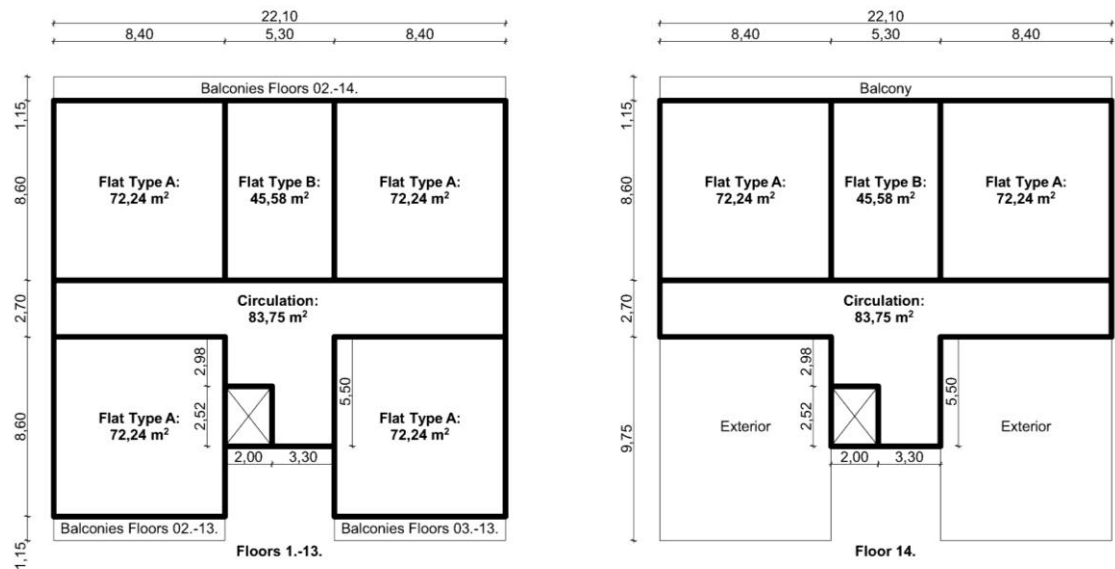 22,10
8,40 5,30 8,40
Balconies Floors 02.-14.
1,15
8,60
Flat Type A:
72,24 m²
Flat Type B:
45,58 m²
Flat Type A:
72,24 m²
2,70
Circulation:
83,75 m²
2,98
2,52
5,50
8,60
Flat Type A:
72,24 m²
Flat Type A:
72,24 m²
2,00 3,30
Balconies Floors 02.-13.
Balconies Floors 03.-13.
1,15
Floors 1.-13.
22,10
8,40 5,30 8,40
Balcony
1,15
8,60
Flat Type A:
72,24 m²
Flat Type B:
45,58 m²
Flat Type A:
72,24 m²
2,70
Circulation:
83,75 m²
2,98
2,52
5,50
9,75
Exterior
Exterior
2,00 3,30
Floor 14.